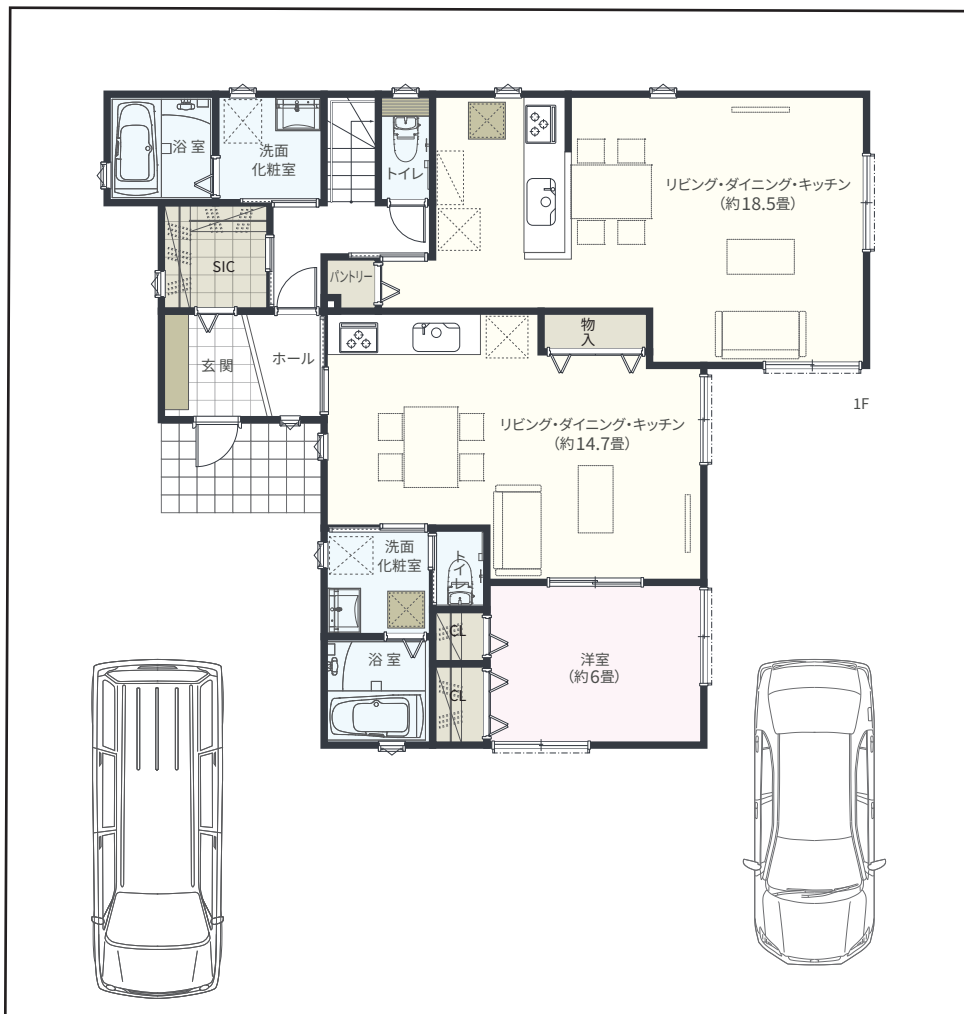 浴室
洗面
化粧室
トイレ
リビング・ダイニング・キッチン
（約18.5畳）
SIC
パントリー
物
入
玄関
ホール
1F
リビング・ダイニング・キッチン
（約14.7畳）
洗面
化粧室
トイレ
CL
浴室
洋室
（約6畳）
CL